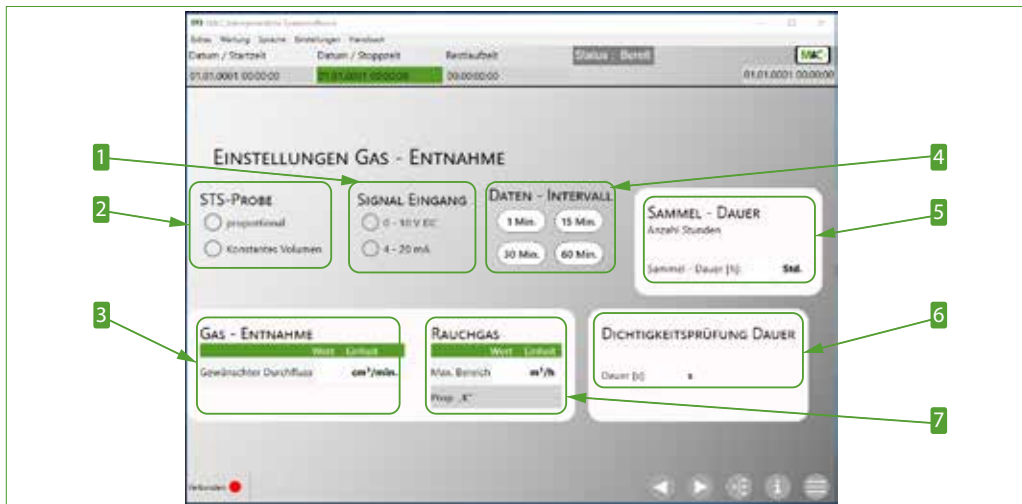 Extras Wartung Sprache Einstellungen Handbuch
Datum / Startzeit Datum / Stoppzeit Restlaufzeit Status : Bereit
01.01.0001 00:00:00 01.01.0001 00:00:00 00:00:00:00 01.01.0001 00:00:00
EINSTELLUNGEN GAS - ENTNAHME
1
2
3
4
5
6
7
STS-PROBE
proportional
Konstantes Volumen
SIGNAL EINGANG
0 - 10 V DC
4 - 20 mA
DATEN - INTERVALL
1 Min. 15 Min.
30 Min. 60 Min.
SAMMEL - DAUER
Anzahl Stunden
Sammel - Dauer [h]: Std.
GAS - ENTNAHME
Wert Einheit
Gewünschter Durchfluss cm³/min.
RAUCHGAS
Wert Einheit
Max. Bereich m³/h
Prop. „K"
DICHTIGKEITSPRÜFUNG DAUER
Dauer [s]: s
Verbunden